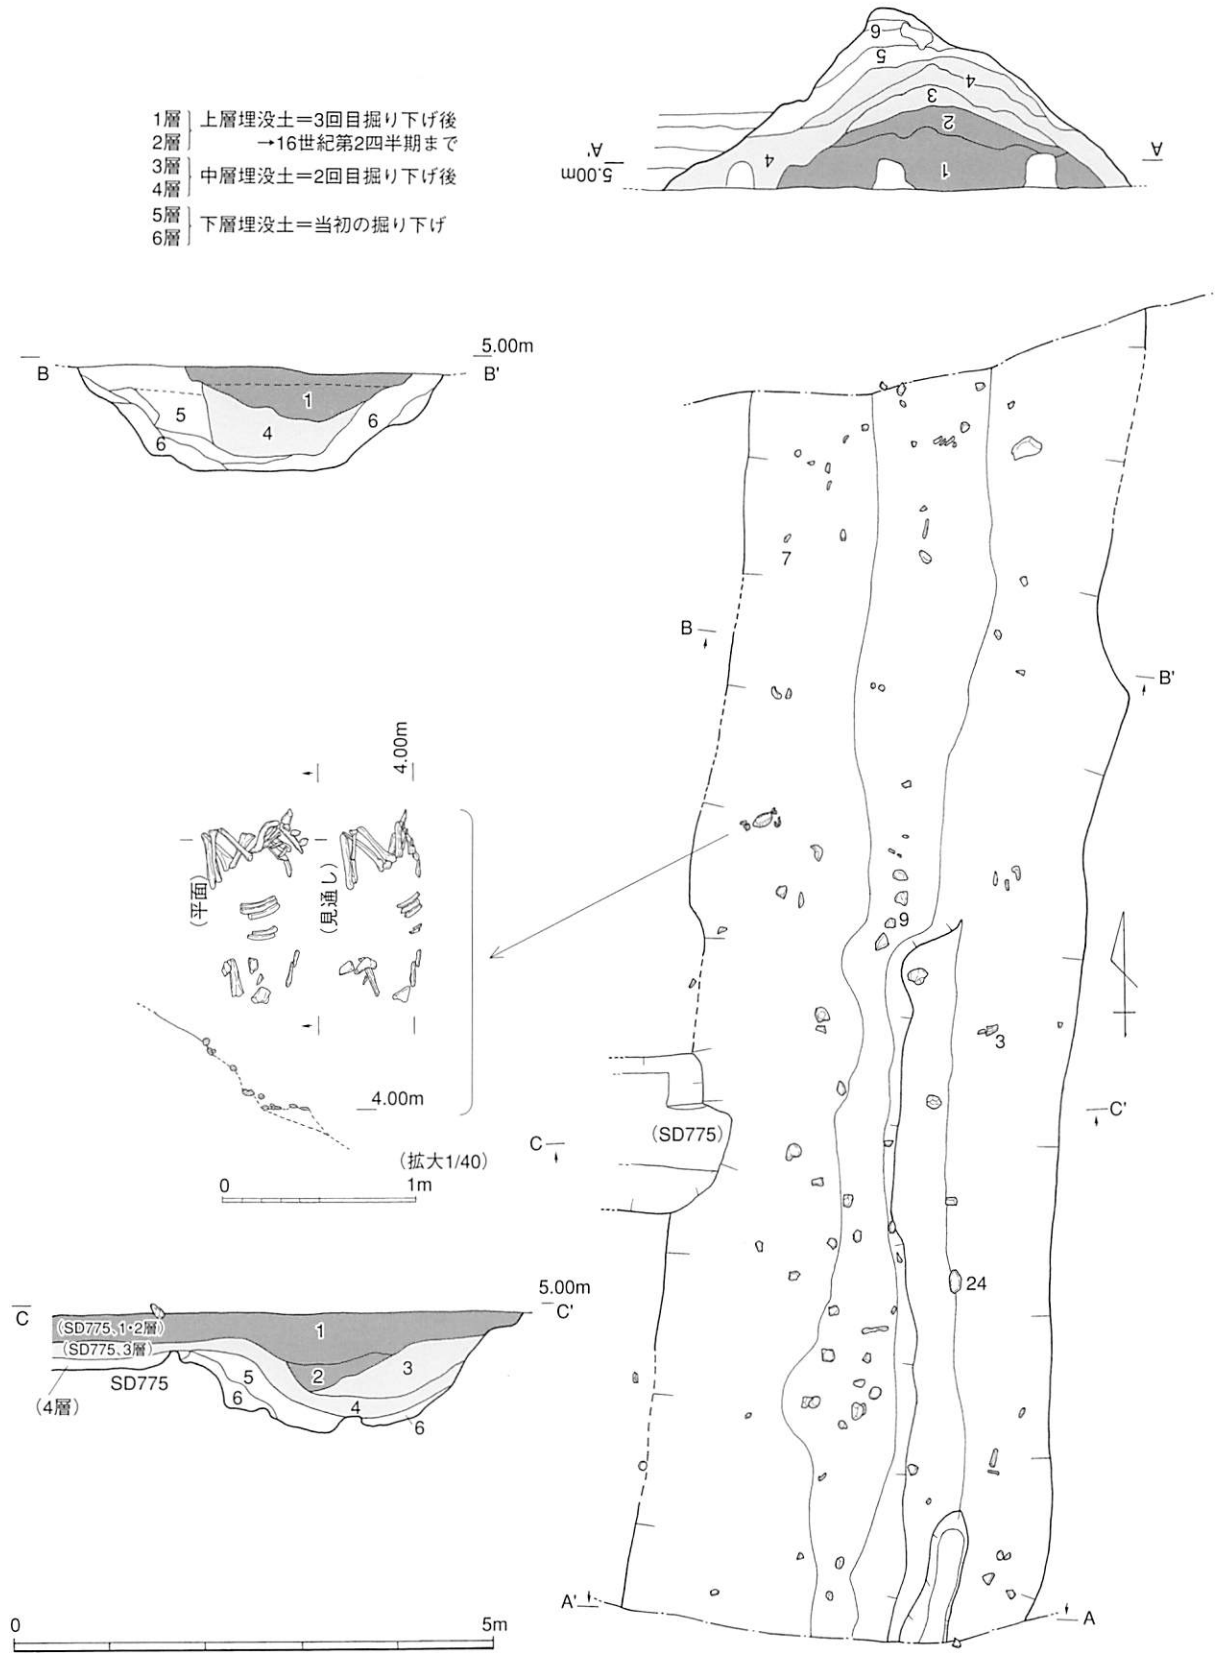 1層
2層
上層埋没土＝3回目掘り下げ後
→16世紀第2四半期まで
3層
4層
中層埋没土＝2回目掘り下げ後
5層
6層
下層埋没土＝当初の掘り下げ
6
5
4
3
2
4
1
A'
5.00m
A
5.00m
B
B'
1
5
4
6
6
7
B
B'
4.00m
(平面)
(見通し)
9
3
4.00m
(拡大1/40)
0
1m
C
(SD775)
C'
24
5.00m
C
C'
(SD775、1・2層)
1
(SD775、3層)
2
3
5
SD775
6
(4層)
4
6
A'
A
0
5m